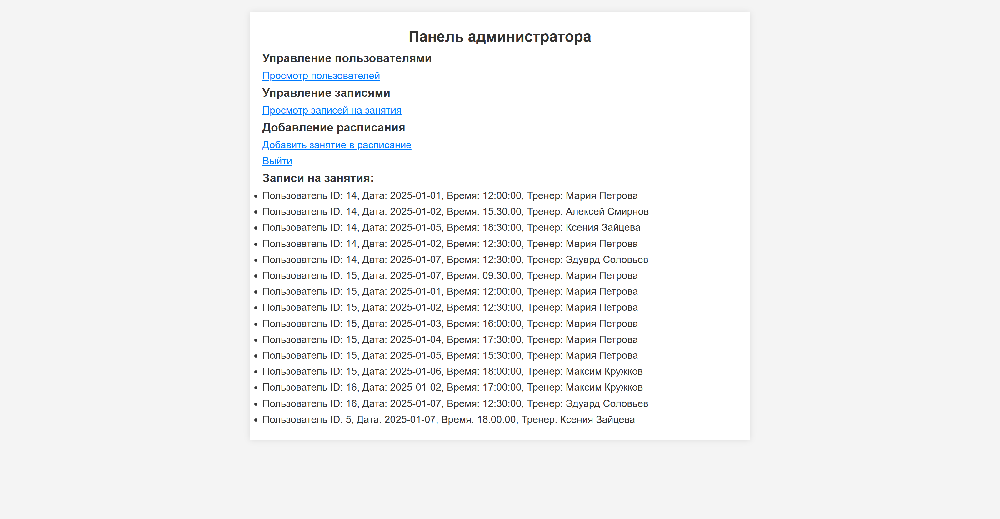 Панель администратора
Управление пользователями
Просмотр пользователей
Управление записями
Просмотр записей на занятия
Добавление расписания
Добавить занятие в расписание
Выйти
Записи на занятия:
Пользователь ID: 14, Дата: 2025-01-01, Время: 12:00:00, Тренер: Мария Петрова
Пользователь ID: 14, Дата: 2025-01-02, Время: 15:30:00, Тренер: Алексей Смирнов
Пользователь ID: 14, Дата: 2025-01-05, Время: 18:30:00, Тренер: Ксения Зайцева
Пользователь ID: 14, Дата: 2025-01-02, Время: 12:30:00, Тренер: Мария Петрова
Пользователь ID: 14, Дата: 2025-01-07, Время: 12:30:00, Тренер: Эдуард Соловьев
Пользователь ID: 15, Дата: 2025-01-07, Время: 09:30:00, Тренер: Мария Петрова
Пользователь ID: 15, Дата: 2025-01-01, Время: 12:00:00, Тренер: Мария Петрова
Пользователь ID: 15, Дата: 2025-01-02, Время: 12:30:00, Тренер: Мария Петрова
Пользователь ID: 15, Дата: 2025-01-03, Время: 16:00:00, Тренер: Мария Петрова
Пользователь ID: 15, Дата: 2025-01-04, Время: 17:30:00, Тренер: Мария Петрова
Пользователь ID: 15, Дата: 2025-01-05, Время: 15:30:00, Тренер: Мария Петрова
Пользователь ID: 15, Дата: 2025-01-06, Время: 18:00:00, Тренер: Максим Кружков
Пользователь ID: 16, Дата: 2025-01-02, Время: 17:00:00, Тренер: Максим Кружков
Пользователь ID: 16, Дата: 2025-01-07, Время: 12:30:00, Тренер: Эдуард Соловьев
Пользователь ID: 5, Дата: 2025-01-07, Время: 18:00:00, Тренер: Ксения Зайцева